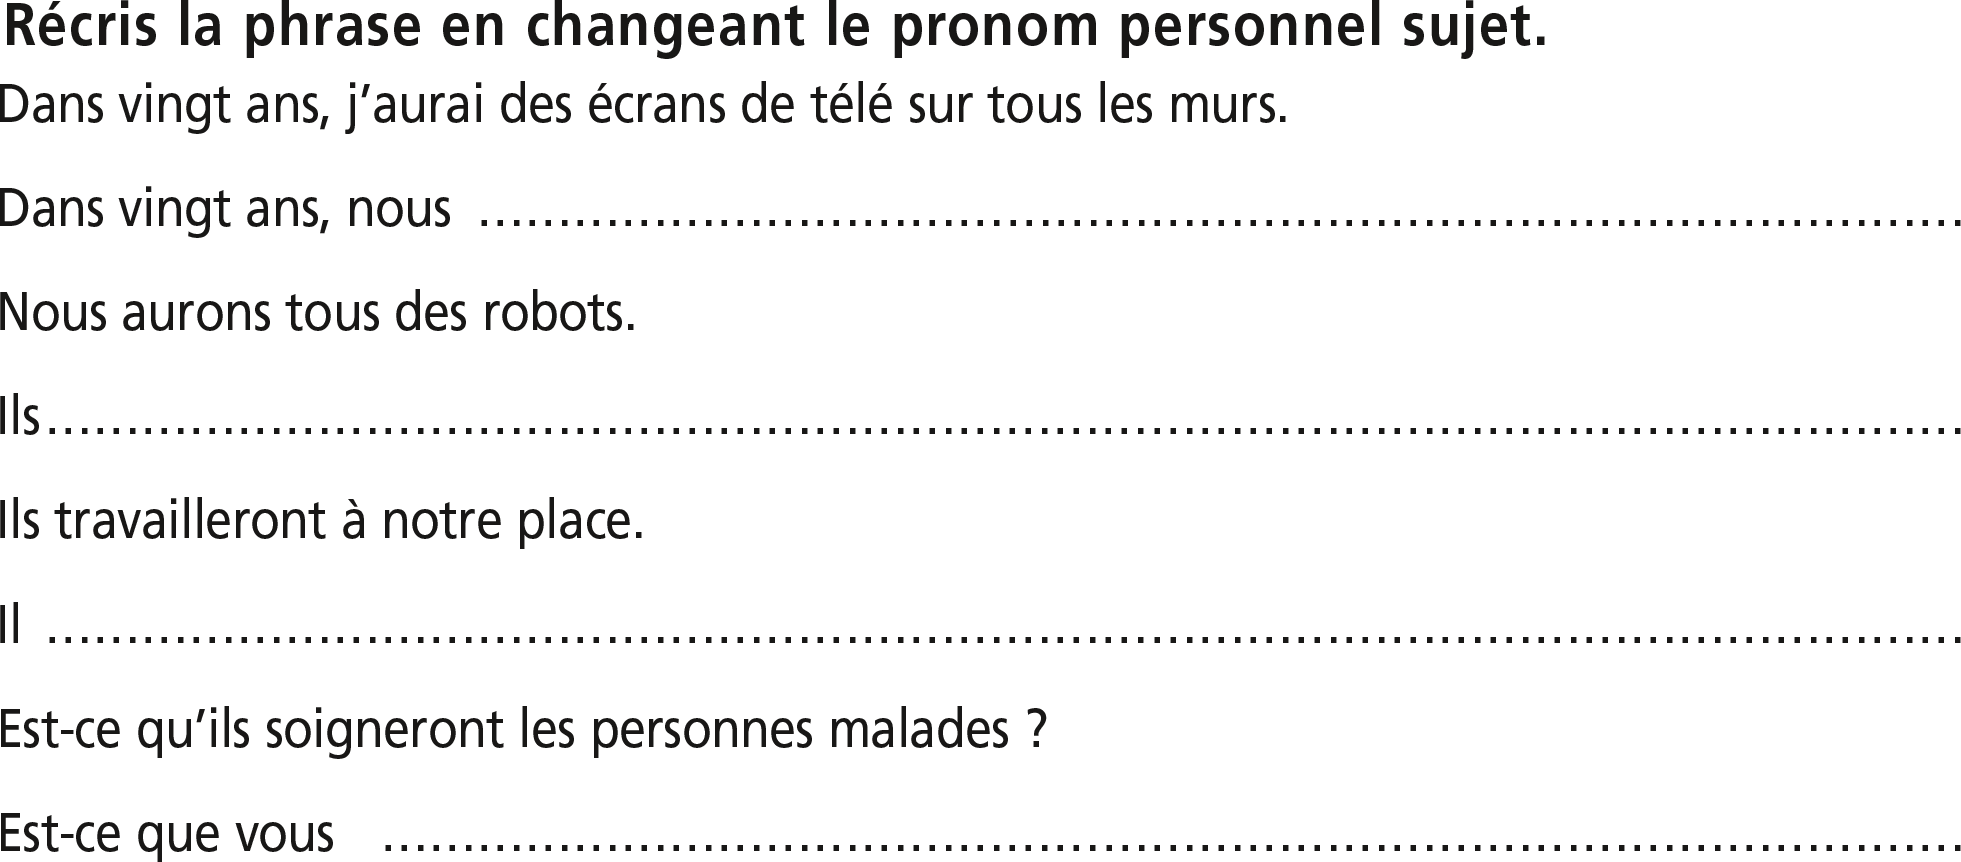 Récris la phrase en changeant le pronom personnel sujet.
Dans vingt ans, j’aurai des écrans de télé sur tous les murs.
Dans vingt ans, nous ..............................................................................................
Nous aurons tous des robots.
Ils.........................................................................................................................
Ils travailleront à notre place.
Il .........................................................................................................................
Est-ce qu’ils soigneront les personnes malades ?
Est-ce que vous ....................................................................................................